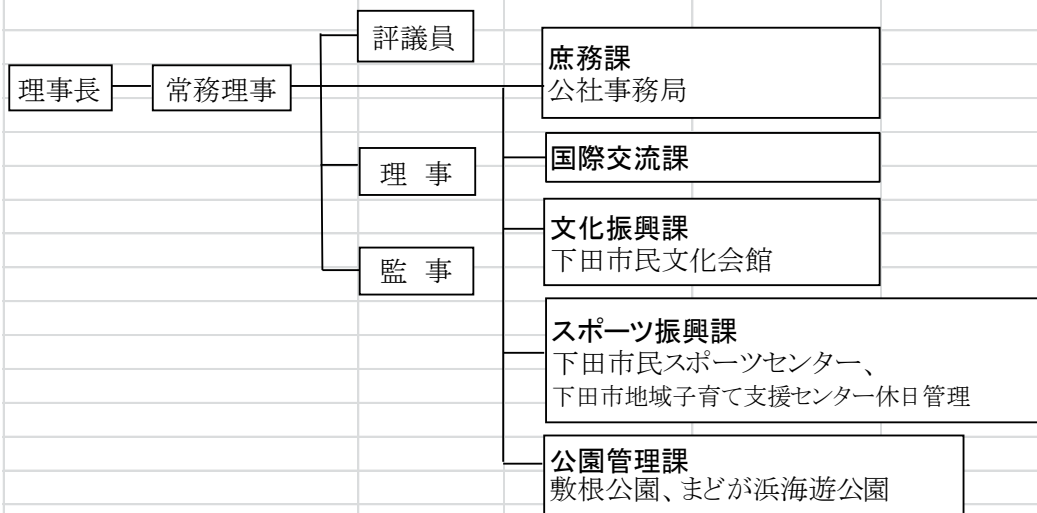 評議員
理事長
常務理事
庶務課
公社事務局
理 事
国際交流課
文化振興課
下田市民文化会館
監 事
スポーツ振興課
下田市民スポーツセンター、
下田市地域子育て支援センター休日管理
公園管理課
敷根公園、まどが浜海遊公園